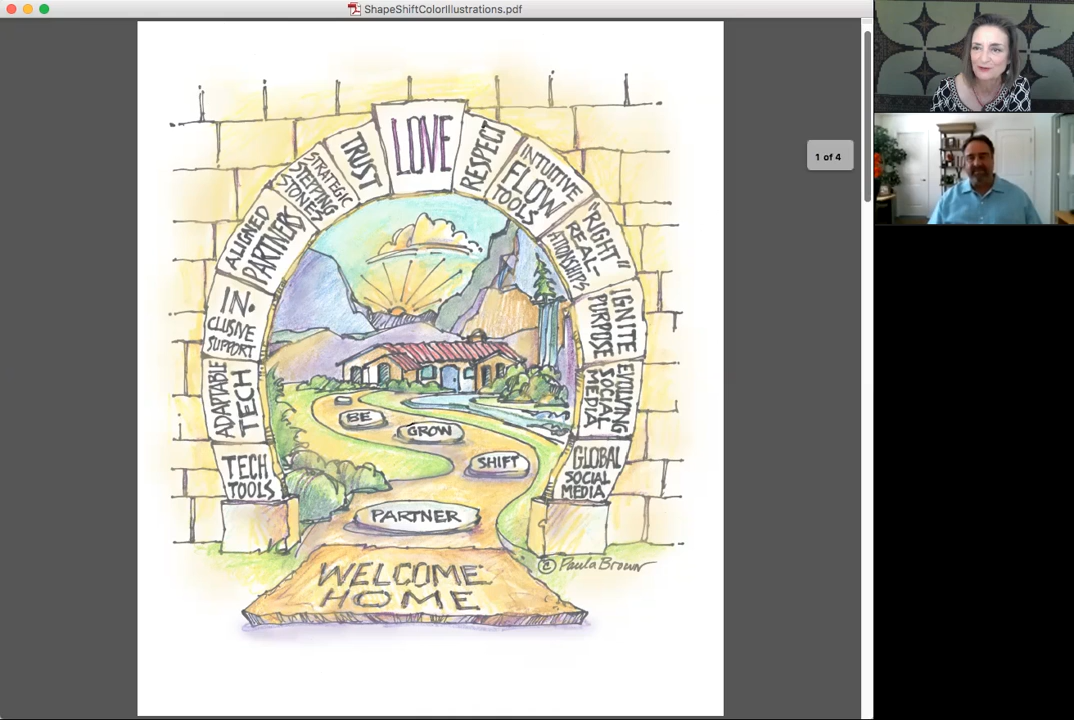 ShapeShiftColorIllustrations.pdf
1 of 4
LOVE
TRUST
STRATEGIC
STEPPING
STONES
ALIGNED
PARTNERS
IN.
CLUSIVE
SUPPORT
ADAPTABLE
TECH
TECH
TOOLS
RESPECT
INTUITIVE
FLOW
TOOLS
"RIGHT"
REAL-
ATIONSHIPS
IGNITE
PURPOSE
EVOLVING
SOCIAL
MEDIA
GLOBAL
SOCIAL
MEDIA
BE
GROW
SHIFT
PARTNER
WELCOME
HOME
© Paula Brown